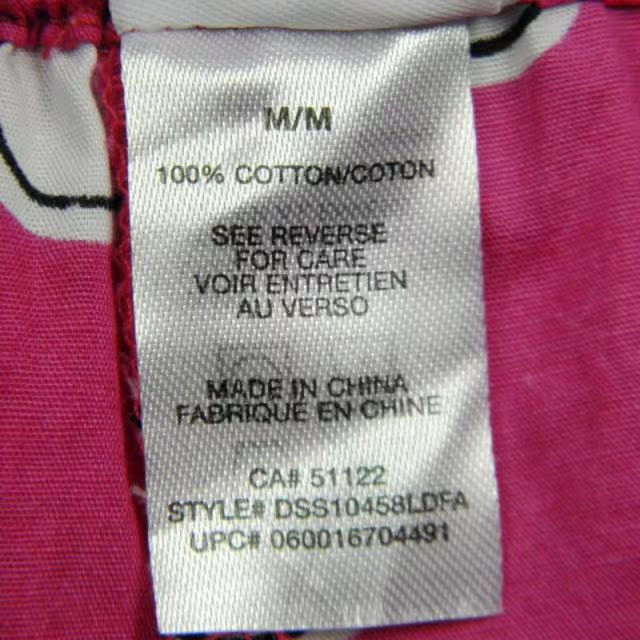 M/M
100% COTTON/COTON
SEE REVERSE
FOR CARE
VOIR ENTRETIEN
AU VERSO
MADE IN CHINA
FABRIQUE EN CHINE
CA# 51122
STYLE# DSS10458LDFA
UPC# 060016704491